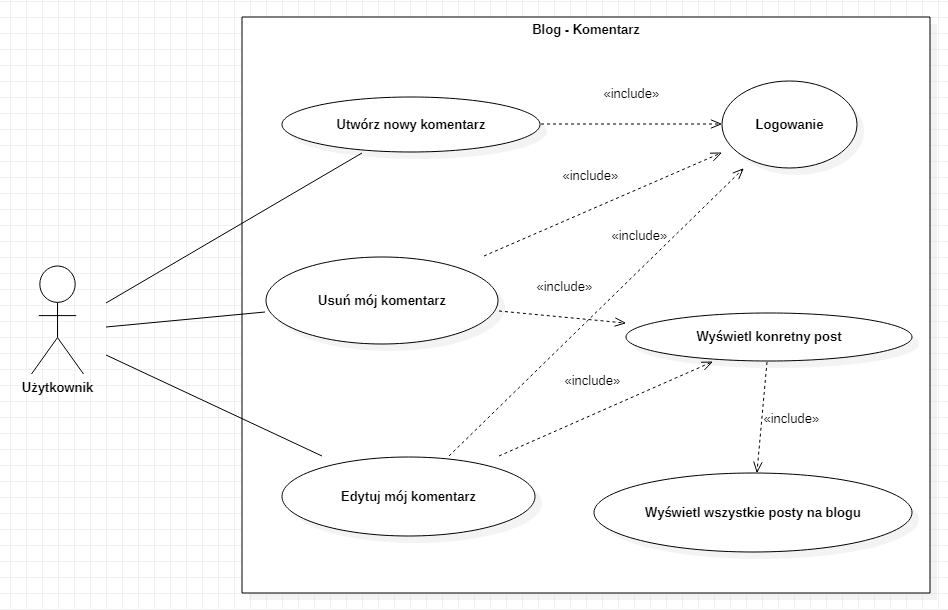 Blog - Komentarz
«include»
Utwórz nowy komentarz
Logowanie
«include»
«include»
«include»
Usuń mój komentarz
Wyświetl konretny post
«include»
Użytkownik
«include»
Edytuj mój komentarz
Wyświetl wszystkie posty na blogu